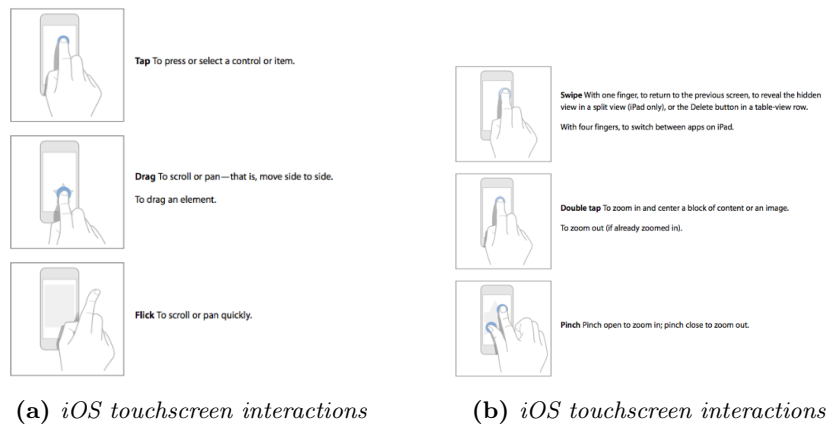 Tap To press or select a control or item.
Drag To scroll or pan—that is, move side to side.
To drag an element.
Flick To scroll or pan quickly.
(a) iOS touchscreen interactions
Swipe With one finger, to return to the previous screen, to reveal the hidden
view in a split view (iPad only), or the Delete button in a table-view row.
With four fingers, to switch between apps on iPad.
Double tap To zoom in and center a block of content or an image.
To zoom out (if already zoomed in).
Pinch Pinch open to zoom in; pinch close to zoom out.
(b) iOS touchscreen interactions